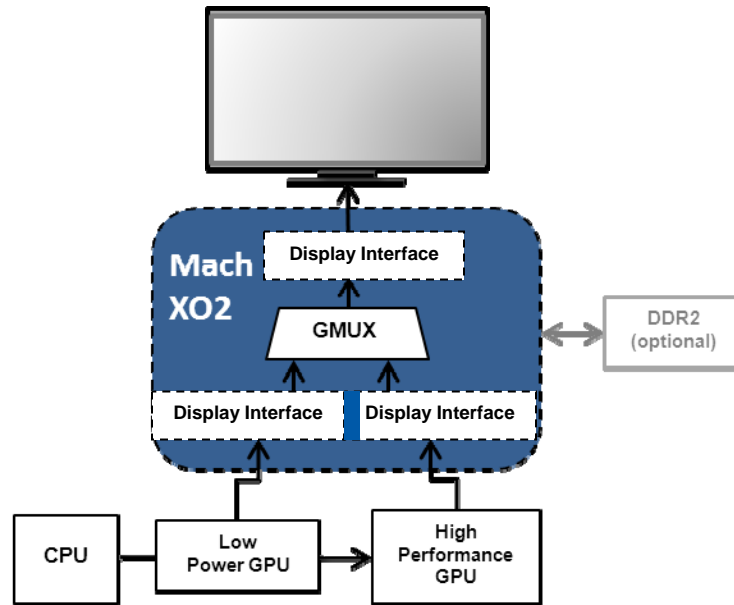 Display Interface
Mach
XO2
GMUX
DDR2
(optional)
Display Interface
Display Interface
CPU
Low
Power GPU
High
Performance
GPU